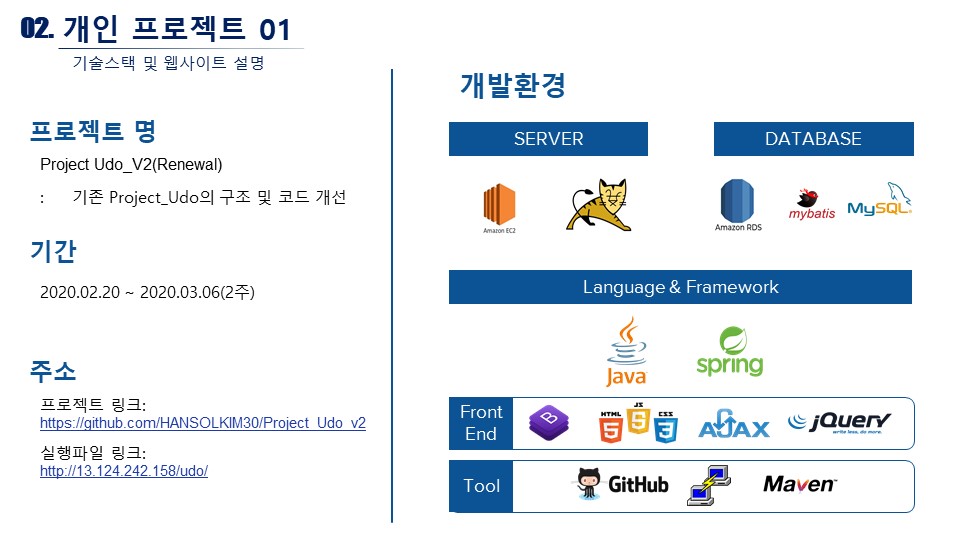 02. 개인 프로젝트 01
기술스택 및 웹사이트 설명
프로젝트 명
Project Udo_V2(Renewal)
: 기존 Project_Udo의 구조 및 코드 개선
기간
2020.02.20 ~ 2020.03.06(2주)
주소
프로젝트 링크:
https://github.com/HANSOLKIM30/Project_Udo_v2
실행파일 링크:
http://13.124.242.158/udo/
개발환경
SERVER
DATABASE
Amazon EC2
Amazon RDS
mybatis
MySQL®
Language & Framework
Java
spring
Front
End
B
HTML
5
JS
5
CSS
3
AJAX
jQuery
write less, do more.
Tool
GitHub
Maven™